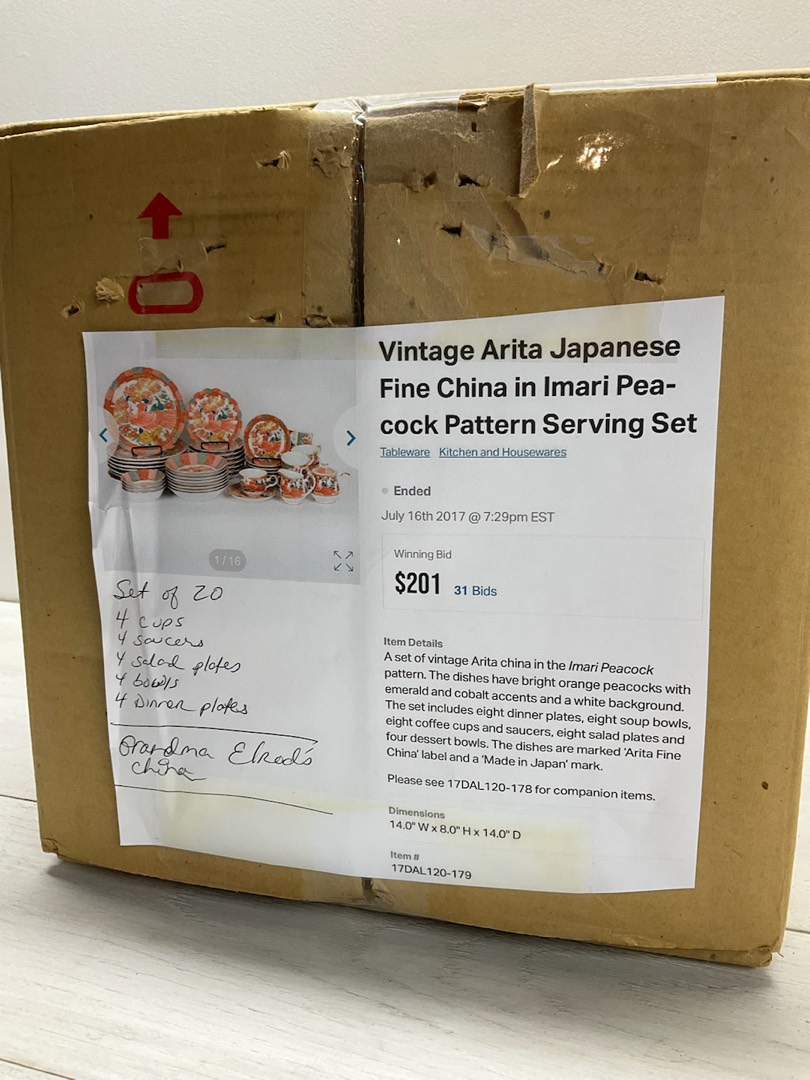 Vintage Arita Japanese
Fine China in Imari Pea-
cock Pattern Serving Set
Tableware Kitchen and Housewares
Ended
July 16th 2017 @ 7:29pm EST
Winning Bid
$201 31 Bids
1/16
Set of 20
4 cups
4 saucers
4 salad plates
4 bowls
4 Dinner plates
Grandma Elred's
china
Item Details
A set of vintage Arita china in the Imari Peacock
pattern. The dishes have bright orange peacocks with
emerald and cobalt accents and a white background.
The set includes eight dinner plates, eight soup bowls,
eight coffee cups and saucers, eight salad plates and
four dessert bowls. The dishes are marked 'Arita Fine
China' label and a 'Made in Japan' mark.
Please see 17DAL120-178 for companion items.
Dimensions
14.0" W x 8.0" H x 14.0" D
Item #
17DAL120-179